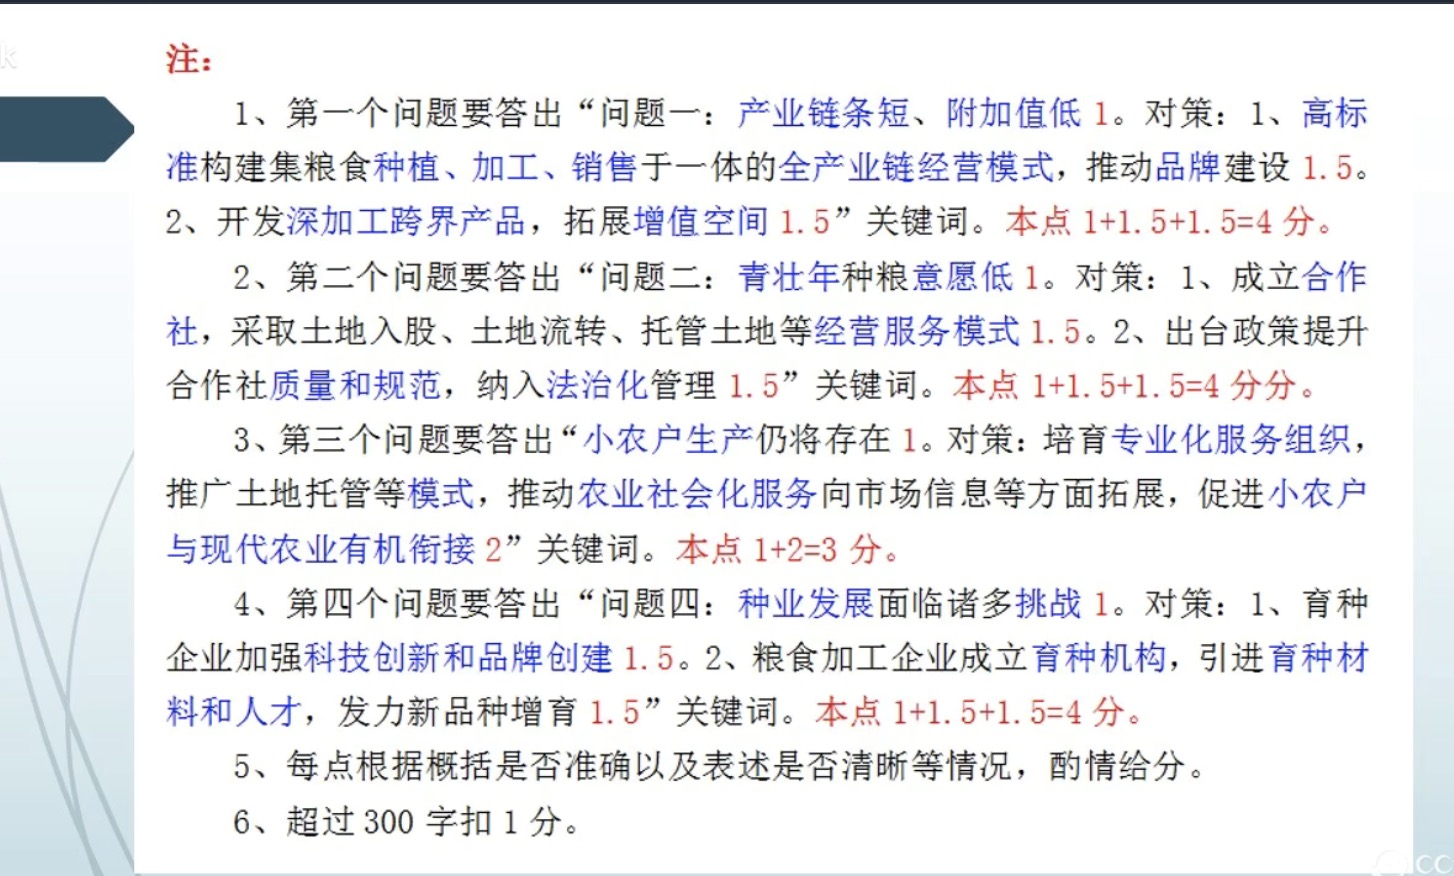 k
注：
1、第一个问题要答出“问题一：产业链条短、附加值低 1。对策：1、高标
准构建集粮食种植、加工、销售于一体的全产业链经营模式，推动品牌建设 1.5。
2、开发深加工跨界产品，拓展增值空间 1.5”关键词。本点 1+1.5+1.5=4 分。
2、第二个问题要答出“问题二：青壮年种粮意愿低 1。对策：1、成立合作
社，采取土地入股、土地流转、托管土地等经营服务模式 1.5。2、出台政策提升
合作社质量和规范，纳入法治化管理 1.5”关键词。本点 1+1.5+1.5=4 分分。
3、第三个问题要答出“小农户生产仍将存在 1。对策：培育专业化服务组织，
推广土地托管等模式，推动农业社会化服务向市场信息等方面拓展，促进小农户
与现代农业有机衔接 2”关键词。本点 1+2=3 分。
4、第四个问题要答出“问题四：种业发展面临诸多挑战 1。对策：1、育种
企业加强科技创新和品牌创建 1.5。2、粮食加工企业成立育种机构，引进育种材
料和人才，发力新品种增育 1.5”关键词。本点 1+1.5+1.5=4 分。
5、每点根据概括是否准确以及表述是否清晰等情况，酌情给分。
6、超过 300 字扣 1 分。
CC